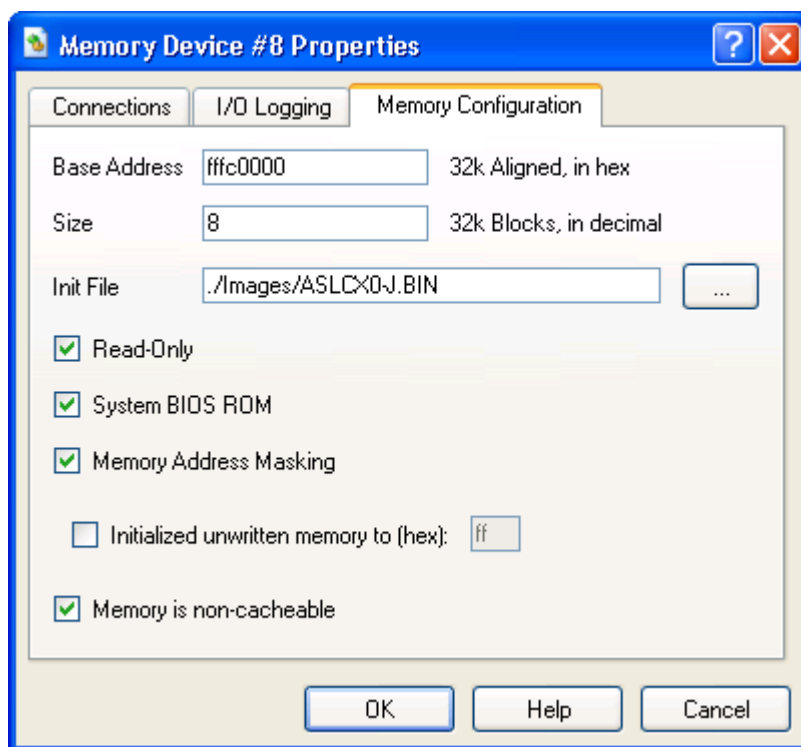 Memory Device #8 Properties
Connections I/O Logging Memory Configuration
Base Address fffc0000 32k Aligned, in hex
Size 8 32k Blocks, in decimal
Init File ./Images/ASLCX0-J.BIN ...
Read-Only
System BIOS ROM
Memory Address Masking
Initialized unwritten memory to (hex): ff
Memory is non-cacheable
OK Help Cancel